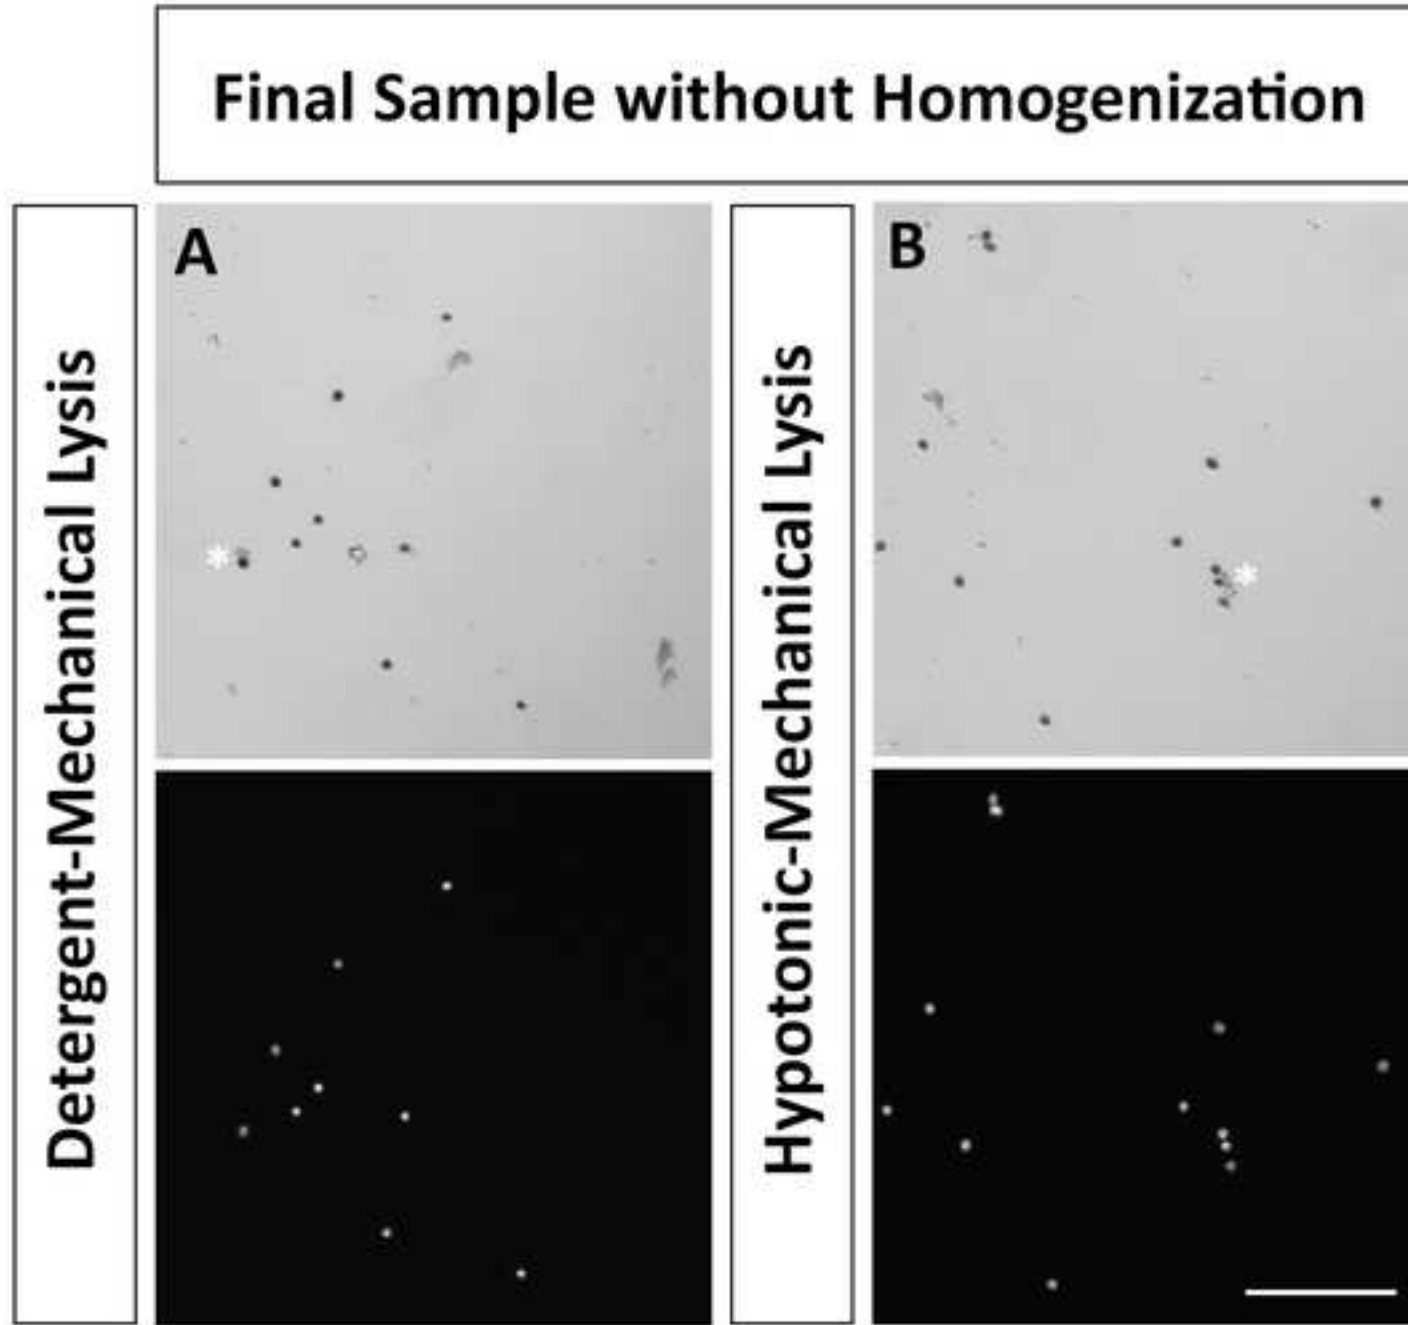 Final Sample without Homogenization
Detergent-Mechanical Lysis
A
Hypotonic-Mechanical Lysis
B